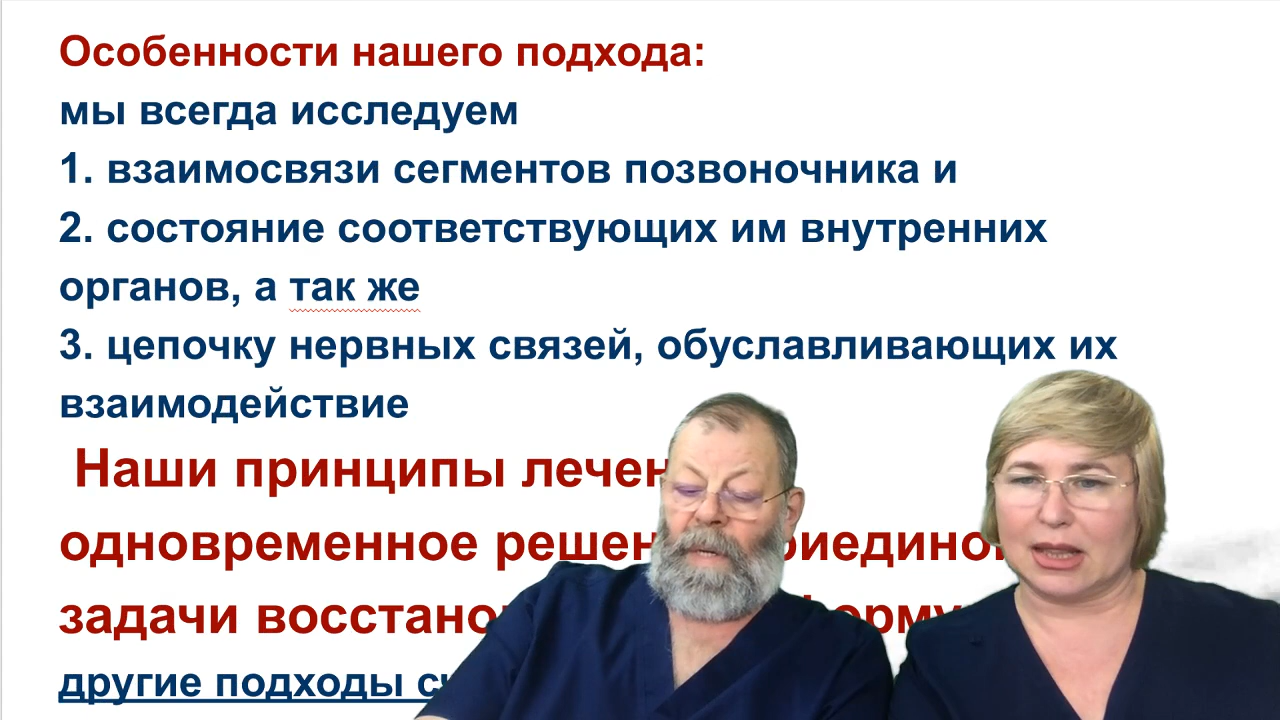 Особенности нашего подхода:
мы всегда исследуем
1. взаимосвязи сегментов позвоночника и
2. состояние соответствующих им внутренних
органов, а так же
3. цепочку нервных связей, обуславливающих их
взаимодействие
Наши принципы
одновременное
задачи
другие подходы